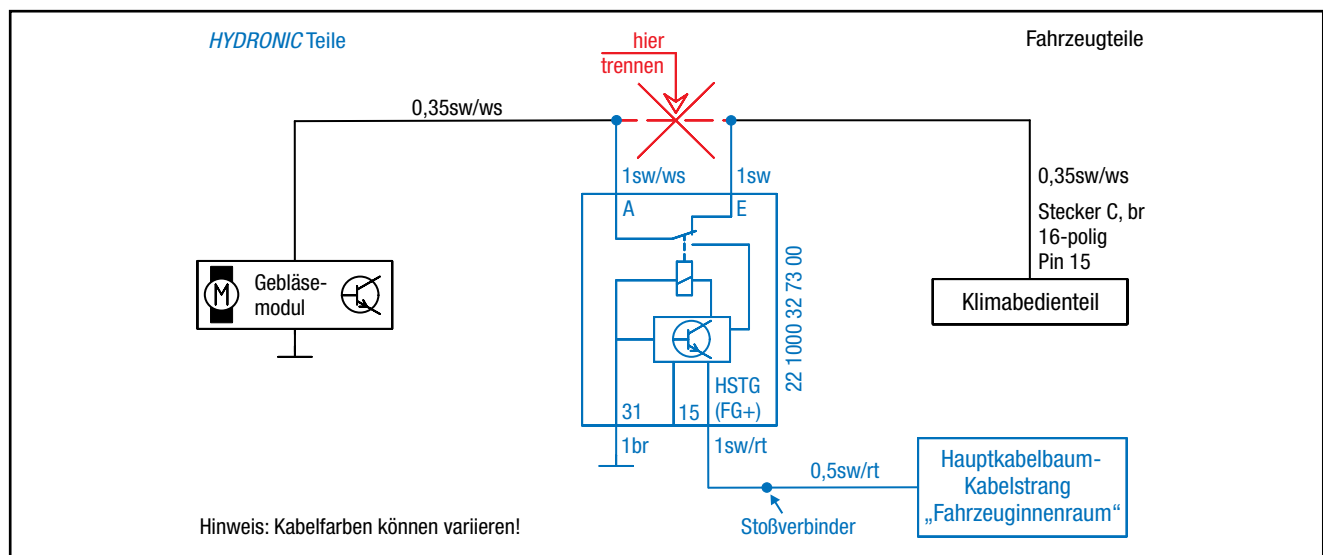 HYDRONIC Teile
hier
trennen
Fahrzeugteile
0,35sw/ws
1sw/ws
1sw
A
E
0,35sw/ws
Stecker C, br
16-polig
Pin 15
Klimabedienteil
M
Gebläse-
modul
22 1000 32 73 00
31
15
HSTG
(FG+)
1br
1sw/rt
0,5sw/rt
Stoßverbinder
Hauptkabelbaum-
Kabelstrang
„Fahrzeuginnenraum“
Hinweis: Kabelfarben können variieren!